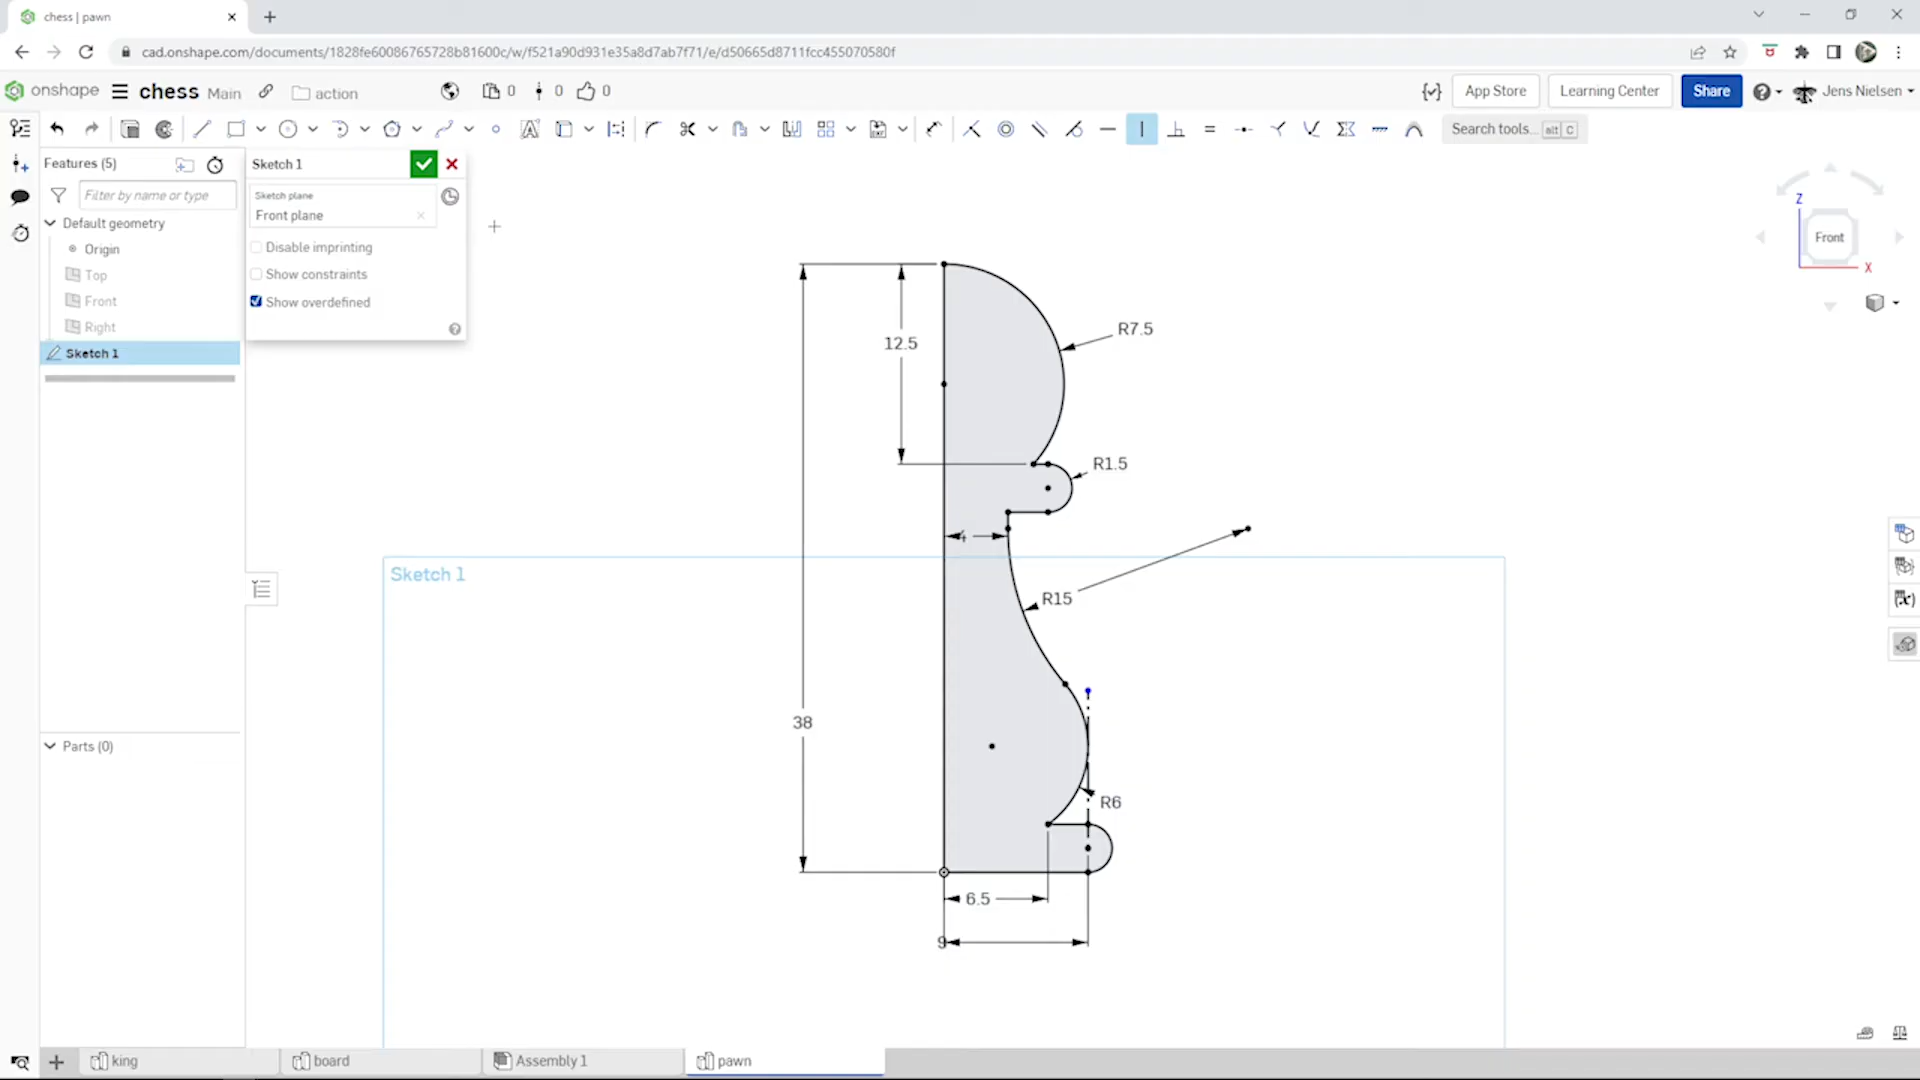 chess | pawn
cad.onshape.com/documents/1828fe60086765728b81600c/w/f521a90d931e35a8d7ab7f71/e/d50665d8711fcc455070580f
onshape chess Main action 0 0 0 App Store Learning Center Share Jens Nielsen
Search tools... alt C
Features (5)
Filter by name or type
Default geometry
Origin
Top
Front
Right
Sketch 1
Parts (0)
Sketch 1
Sketch plane
Front plane
Disable imprinting
Show constraints
Show overdefined
Sketch 1
12.5
R7.5
R1.5
4
R15
38
R6
6.5
9
Z
Front
X
(x)
king
board
Assembly 1
pawn